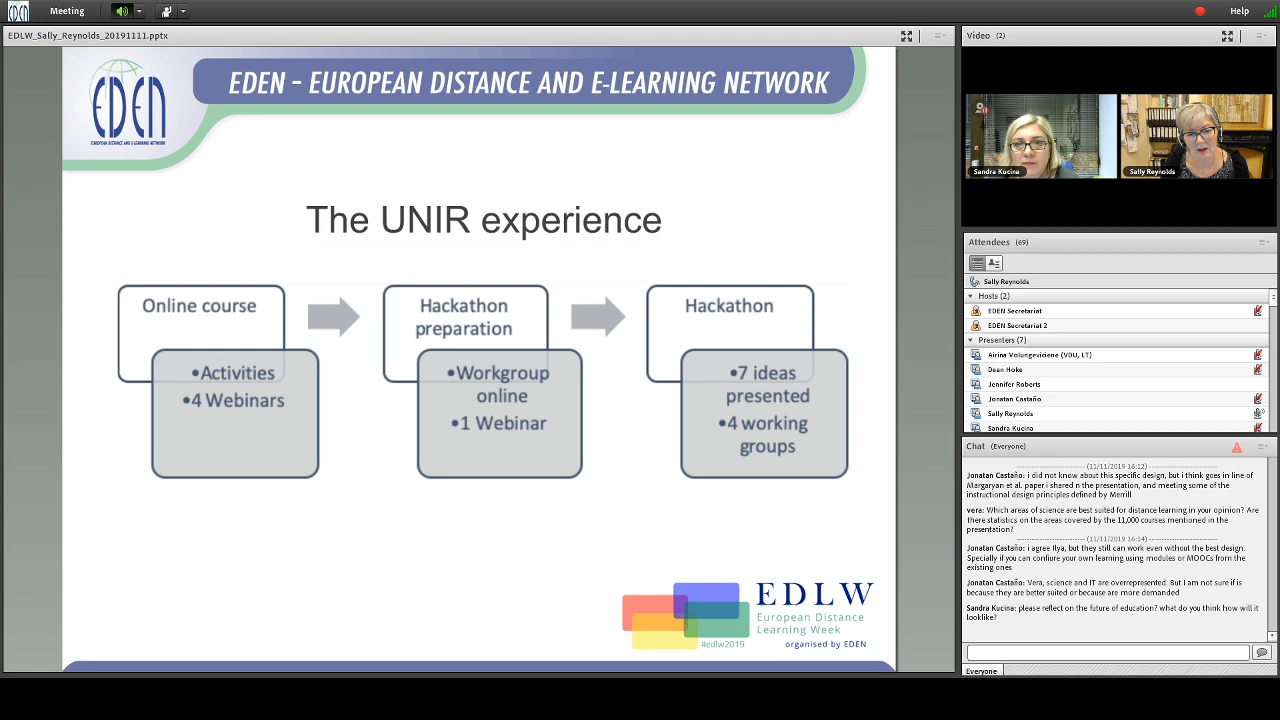 Meeting
Help
EDLW_Sally_Reynolds_20191111.pptx
EDEN
EUROPEAN DISTANCE AND E-LEARNING NETWORK
EDEN – EUROPEAN DISTANCE AND E-LEARNING NETWORK
The UNIR experience
Online course
•Activities
•4 Webinars
Hackathon
preparation
•Workgroup
online
•1 Webinar
Hackathon
•7 ideas
presented
•4 working
groups
EDLW
European Distance
Learning Week
#edlw2019
organised by EDEN
Video (2)
Sandra Kucina
Sally Reynolds
Attendees (69)
Sally Reynolds
Hosts (2)
EDEN Secretariat
EDEN Secretariat 2
Presenters (7)
Airina Volungeviciene (VDU, LT)
Dean Hoke
Jennifer Roberts
Jonatan Castaño
Sally Reynolds
Sandra Kucina
Chat (Everyone)
(11/11/2019 16:12)
Jonatan Castaño: i did not know about this specific design, but i think goes in line of
Margaryan et al. paper i shared n the presentation, and meeting some of the
instructional design principles defined by Merrill
vera: Which areas of science are best suited for distance learning in your opinion? Are
there statistics on the areas covered by the 11,000 courses mentioned in the
presentation?
(11/11/2019 16:14)
Jonatan Castaño: i agree Ilya, but they still can work even without the best design.
Specially if you can confiure your own learning using modules or MOOCs from the
existing ones
Jonatan Castaño: Vera, science and IT are overrepresented. But I am not sure if is
because they are better suited or because are more demanded
Sandra Kucina: please reflect on the future of education? what do you think how will it
looklike?
Everyone